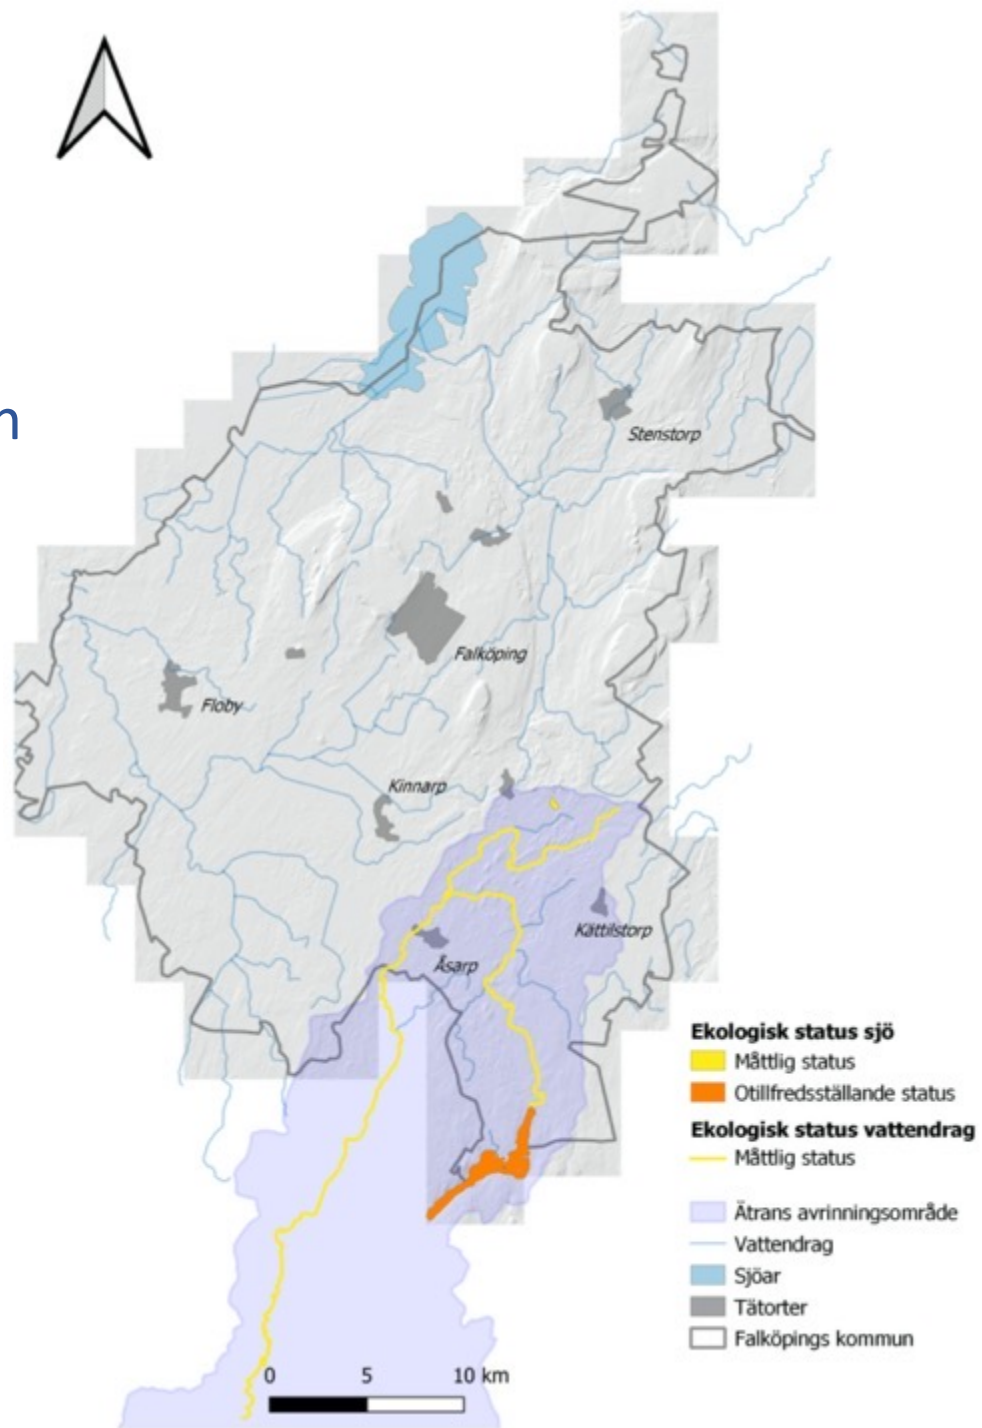 n
Stenstorp
Falköping
Floby
Kinnarp
Kättilstorp
Åsarp
Ekologisk status sjö
Måttlig status
Otillfredsställande status
Ekologisk status vattendrag
Måttlig status
Ätrans avrinningsområde
Vattendrag
Sjöar
Tätorter
Falköpings kommun
0 5 10 km